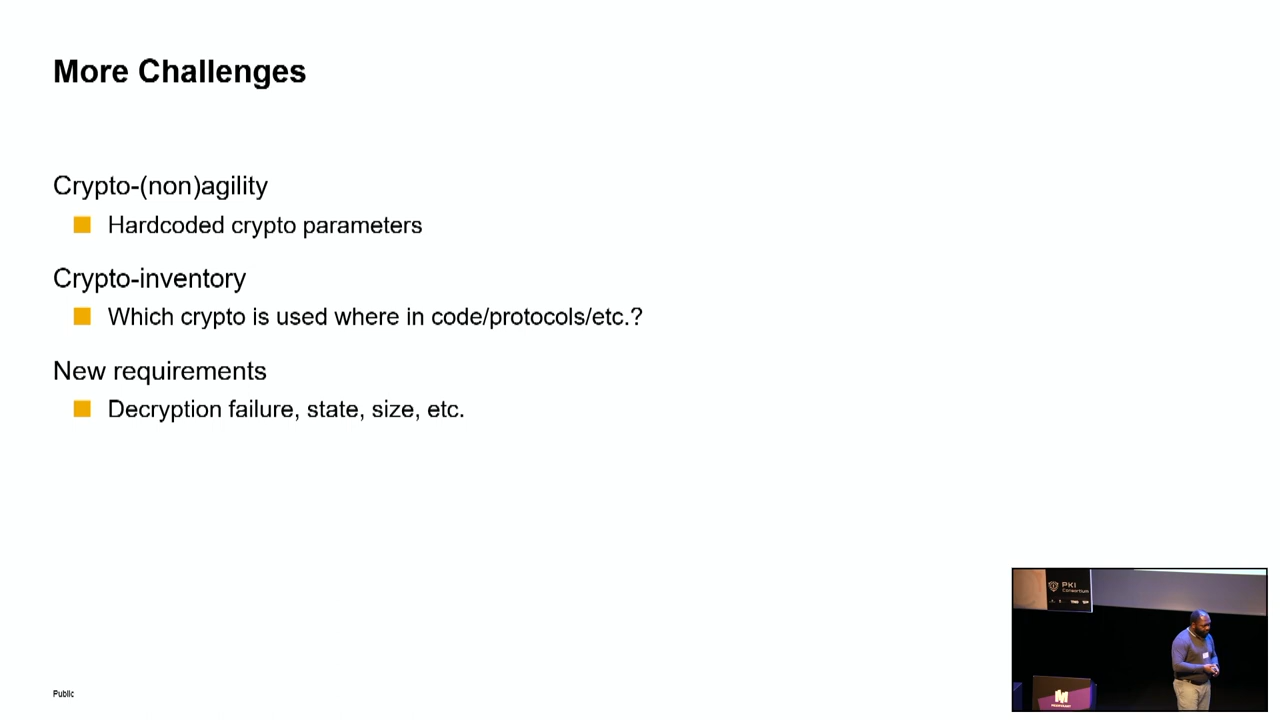 More Challenges
Crypto-(non)agility
Hardcoded crypto parameters
Crypto-inventory
Which crypto is used where in code/protocols/etc.?
New requirements
Decryption failure, state, size, etc.
Public
PKI
Consortium